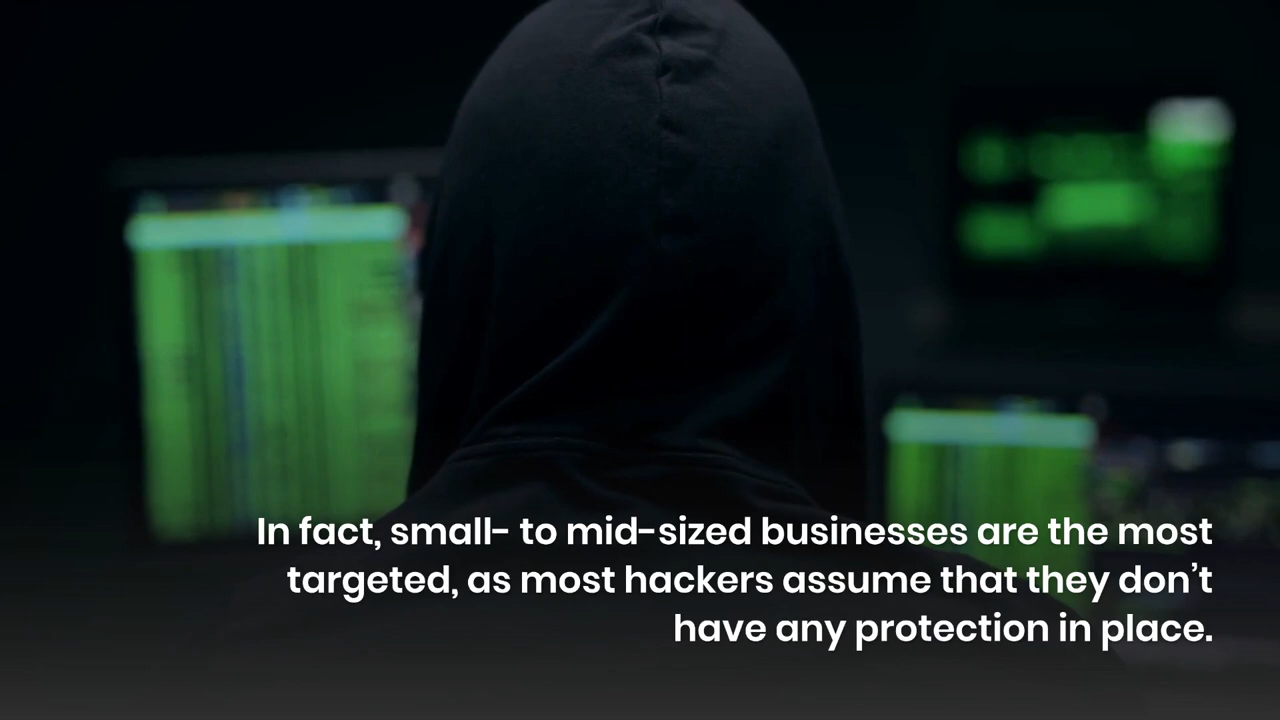 In fact, small- to mid-sized businesses are the most
targeted, as most hackers assume that they don’t
have any protection in place.